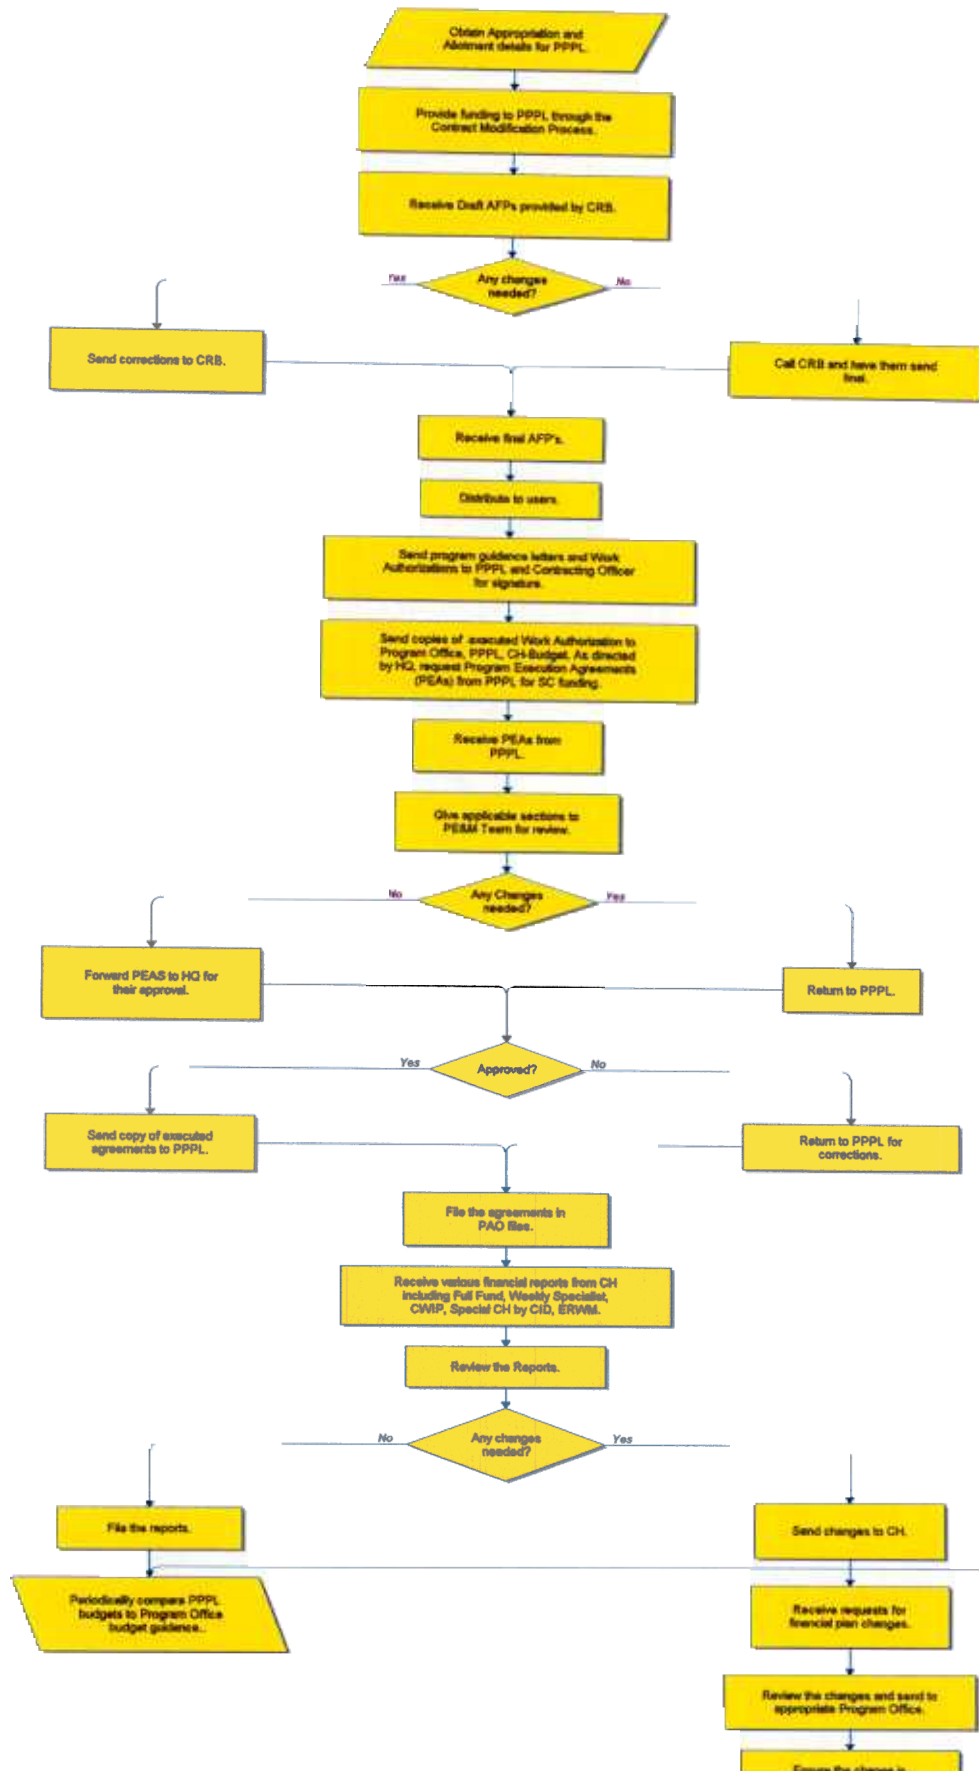 Obtain Appropriation and
Allotment details for PPPL.
Provide funding to PPPL through the
Contract Modification Process.
Receive Draft AFPs provided by CRB.
Any changes
needed?
Yes
No
Send corrections to CRB.
Call CRB and have them send
final.
Receive final AFP's.
Distribute to users.
Send program guidance letters and Work
Authorizations to PPPL and Contracting Officer
for signature.
Send copies of executed Work Authorization to
Program Office, PPPL, CH-Budget. As directed
by HQ, request Program Execution Agreements
(PEAs) from PPPL for SC funding.
Receive PEAs from
PPPL.
Give applicable sections to
PE&M Team for review.
Any Changes
needed?
No
Yes
Forward PEAS to HQ for
their approval.
Return to PPPL.
Approved?
Yes
No
Send copy of executed
agreements to PPPL.
Return to PPPL for
corrections.
File the agreements in
PAO files.
Receive various financial reports from CH
including Full Fund, Weekly Specialist,
CWIP, Special CH by CID, ERWM.
Review the Reports.
Any changes
needed?
No
Yes
File the reports.
Send changes to CH.
Periodically compare PPPL
budgets to Program Office
budget guidance..
Receive requests for
financial plan changes.
Review the changes and send to
appropriate Program Office.
Ensure the change is